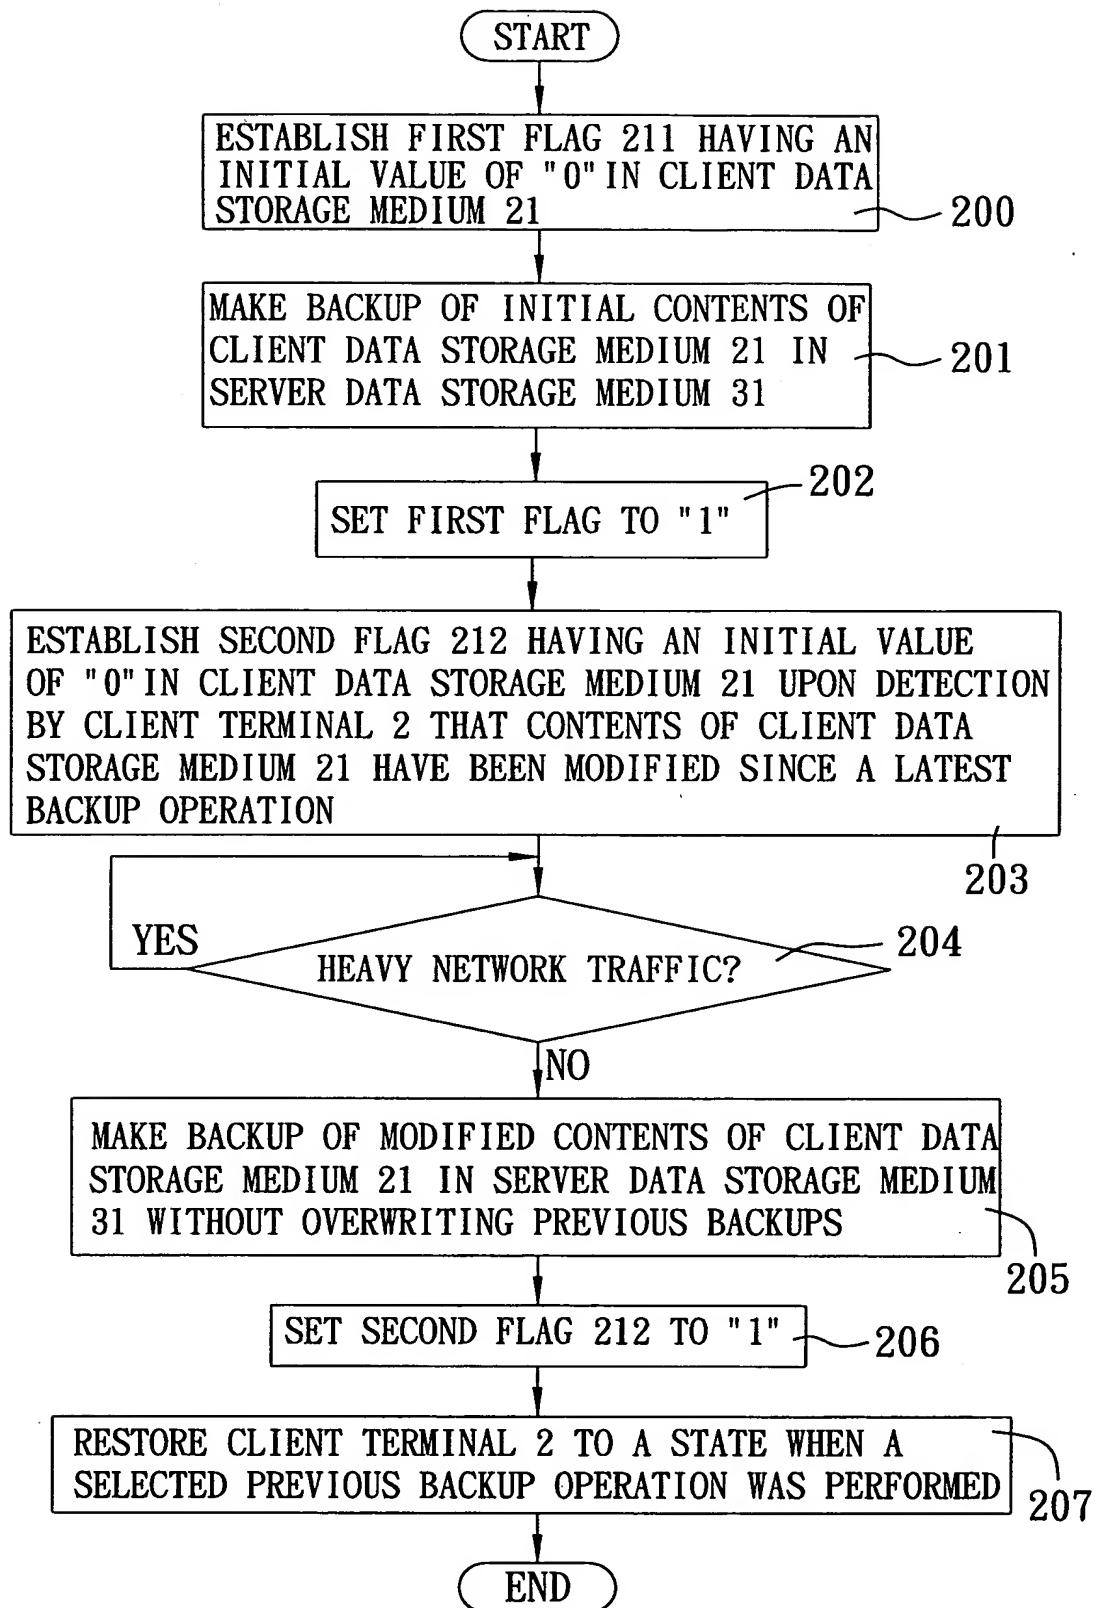 START
ESTABLISH FIRST FLAG 211 HAVING AN
INITIAL VALUE OF "0" IN CLIENT DATA
STORAGE MEDIUM 21
200
MAKE BACKUP OF INITIAL CONTENTS OF
CLIENT DATA STORAGE MEDIUM 21 IN
SERVER DATA STORAGE MEDIUM 31
201
202
SET FIRST FLAG TO "1"
ESTABLISH SECOND FLAG 212 HAVING AN INITIAL VALUE
OF "0" IN CLIENT DATA STORAGE MEDIUM 21 UPON DETECTION
BY CLIENT TERMINAL 2 THAT CONTENTS OF CLIENT DATA
STORAGE MEDIUM 21 HAVE BEEN MODIFIED SINCE A LATEST
BACKUP OPERATION
203
YES
HEAVY NETWORK TRAFFIC?
204
NO
MAKE BACKUP OF MODIFIED CONTENTS OF CLIENT DATA
STORAGE MEDIUM 21 IN SERVER DATA STORAGE MEDIUM
31 WITHOUT OVERWRITING PREVIOUS BACKUPS
205
SET SECOND FLAG 212 TO "1"
206
RESTORE CLIENT TERMINAL 2 TO A STATE WHEN A
SELECTED PREVIOUS BACKUP OPERATION WAS PERFORMED
207
END